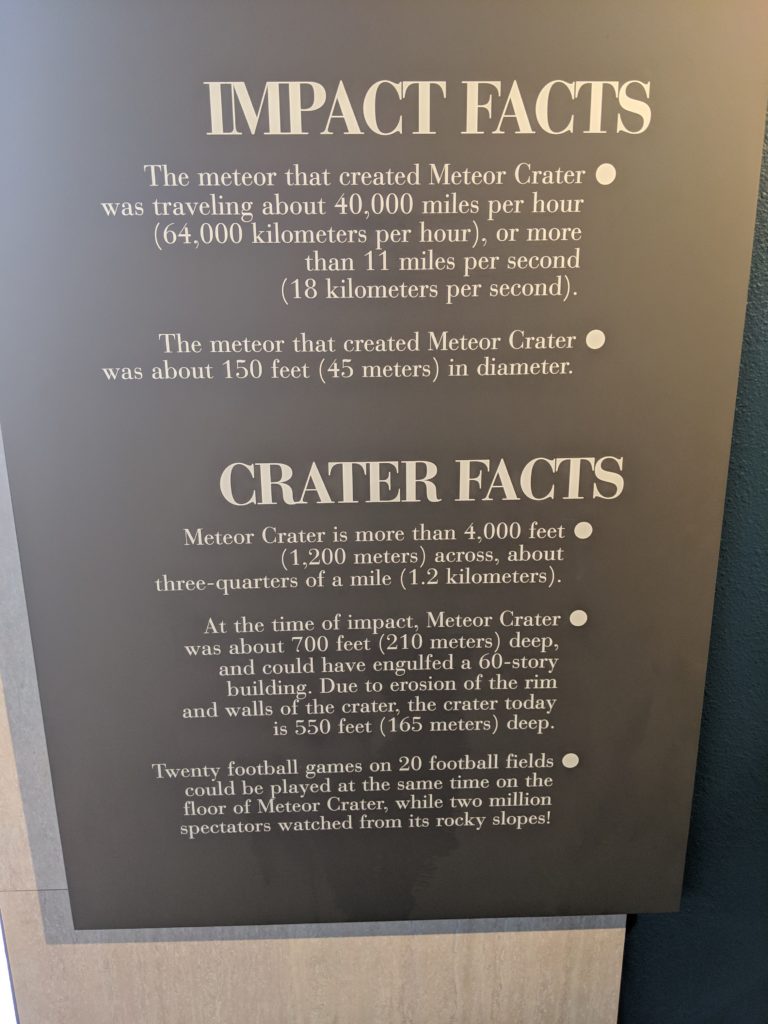 IMPACT FACTS
The meteor that created Meteor Crater
was traveling about 40,000 miles per hour
(64,000 kilometers per hour), or more
than 11 miles per second
(18 kilometers per second).
The meteor that created Meteor Crater
was about 150 feet (45 meters) in diameter.
CRATER FACTS
Meteor Crater is more than 4,000 feet
(1,200 meters) across, about
three-quarters of a mile (1.2 kilometers).
At the time of impact, Meteor Crater
was about 700 feet (210 meters) deep,
and could have engulfed a 60-story
building. Due to erosion of the rim
and walls of the crater, the crater today
is 550 feet (165 meters) deep.
Twenty football games on 20 football fields
could be played at the same time on the
floor of Meteor Crater, while two million
spectators watched from its rocky slopes!